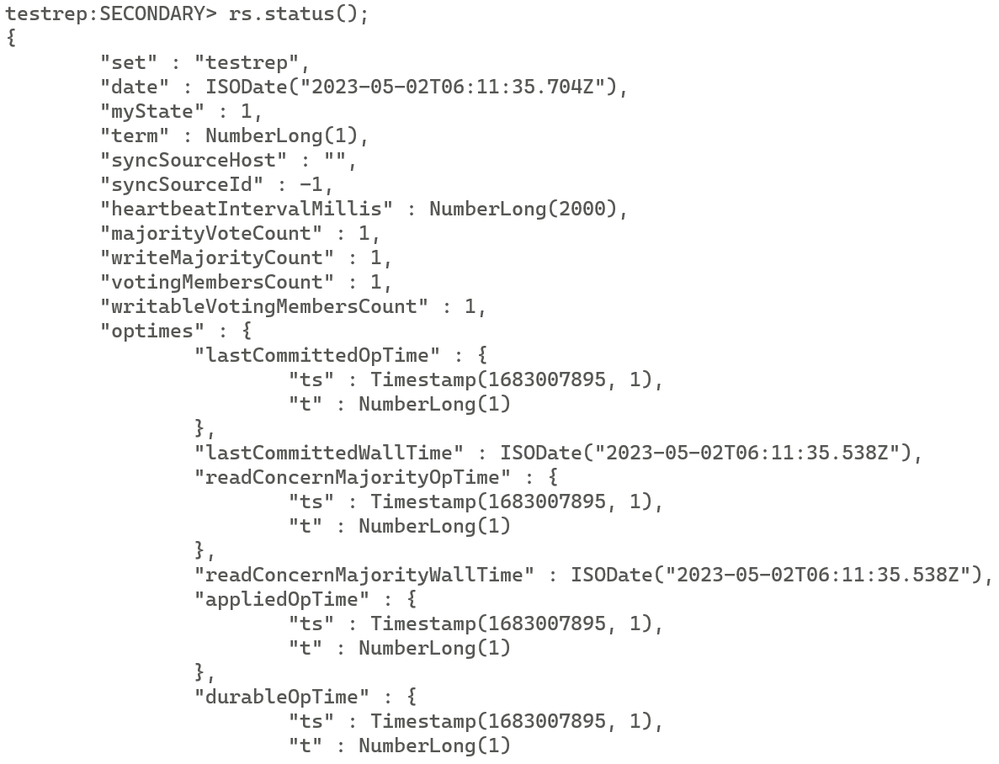 testrep:SECONDARY> rs.status();
{
        "set" : "testrep",
        "date" : ISODate("2023-05-02T06:11:35.704Z"),
        "myState" : 1,
        "term" : NumberLong(1),
        "syncSourceHost" : "",
        "syncSourceId" : -1,
        "heartbeatIntervalMillis" : NumberLong(2000),
        "majorityVoteCount" : 1,
        "writeMajorityCount" : 1,
        "votingMembersCount" : 1,
        "writableVotingMembersCount" : 1,
        "optimes" : {
                "lastCommittedOpTime" : {
                        "ts" : Timestamp(1683007895, 1),
                        "t" : NumberLong(1)
                },
                "lastCommittedWallTime" : ISODate("2023-05-02T06:11:35.538Z"),
                "readConcernMajorityOpTime" : {
                        "ts" : Timestamp(1683007895, 1),
                        "t" : NumberLong(1)
                },
                "readConcernMajorityWallTime" : ISODate("2023-05-02T06:11:35.538Z"),
                "appliedOpTime" : {
                        "ts" : Timestamp(1683007895, 1),
                        "t" : NumberLong(1)
                },
                "durableOpTime" : {
                        "ts" : Timestamp(1683007895, 1),
                        "t" : NumberLong(1)